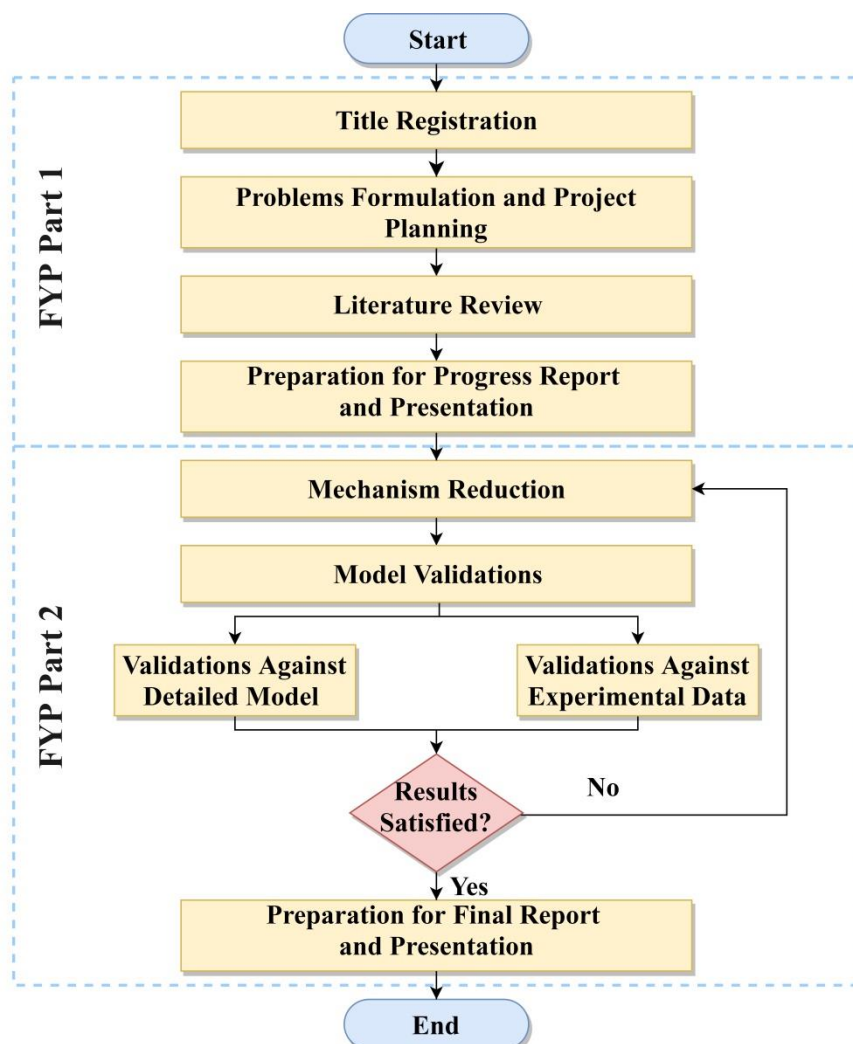 Start
FYP Part 1
Title Registration
Problems Formulation and Project
Planning
Literature Review
Preparation for Progress Report
and Presentation
FYP Part 2
Mechanism Reduction
Model Validations
Validations Against
Detailed Model
Validations Against
Experimental Data
Results
Satisfied?
No
Yes
Preparation for Final Report
and Presentation
End